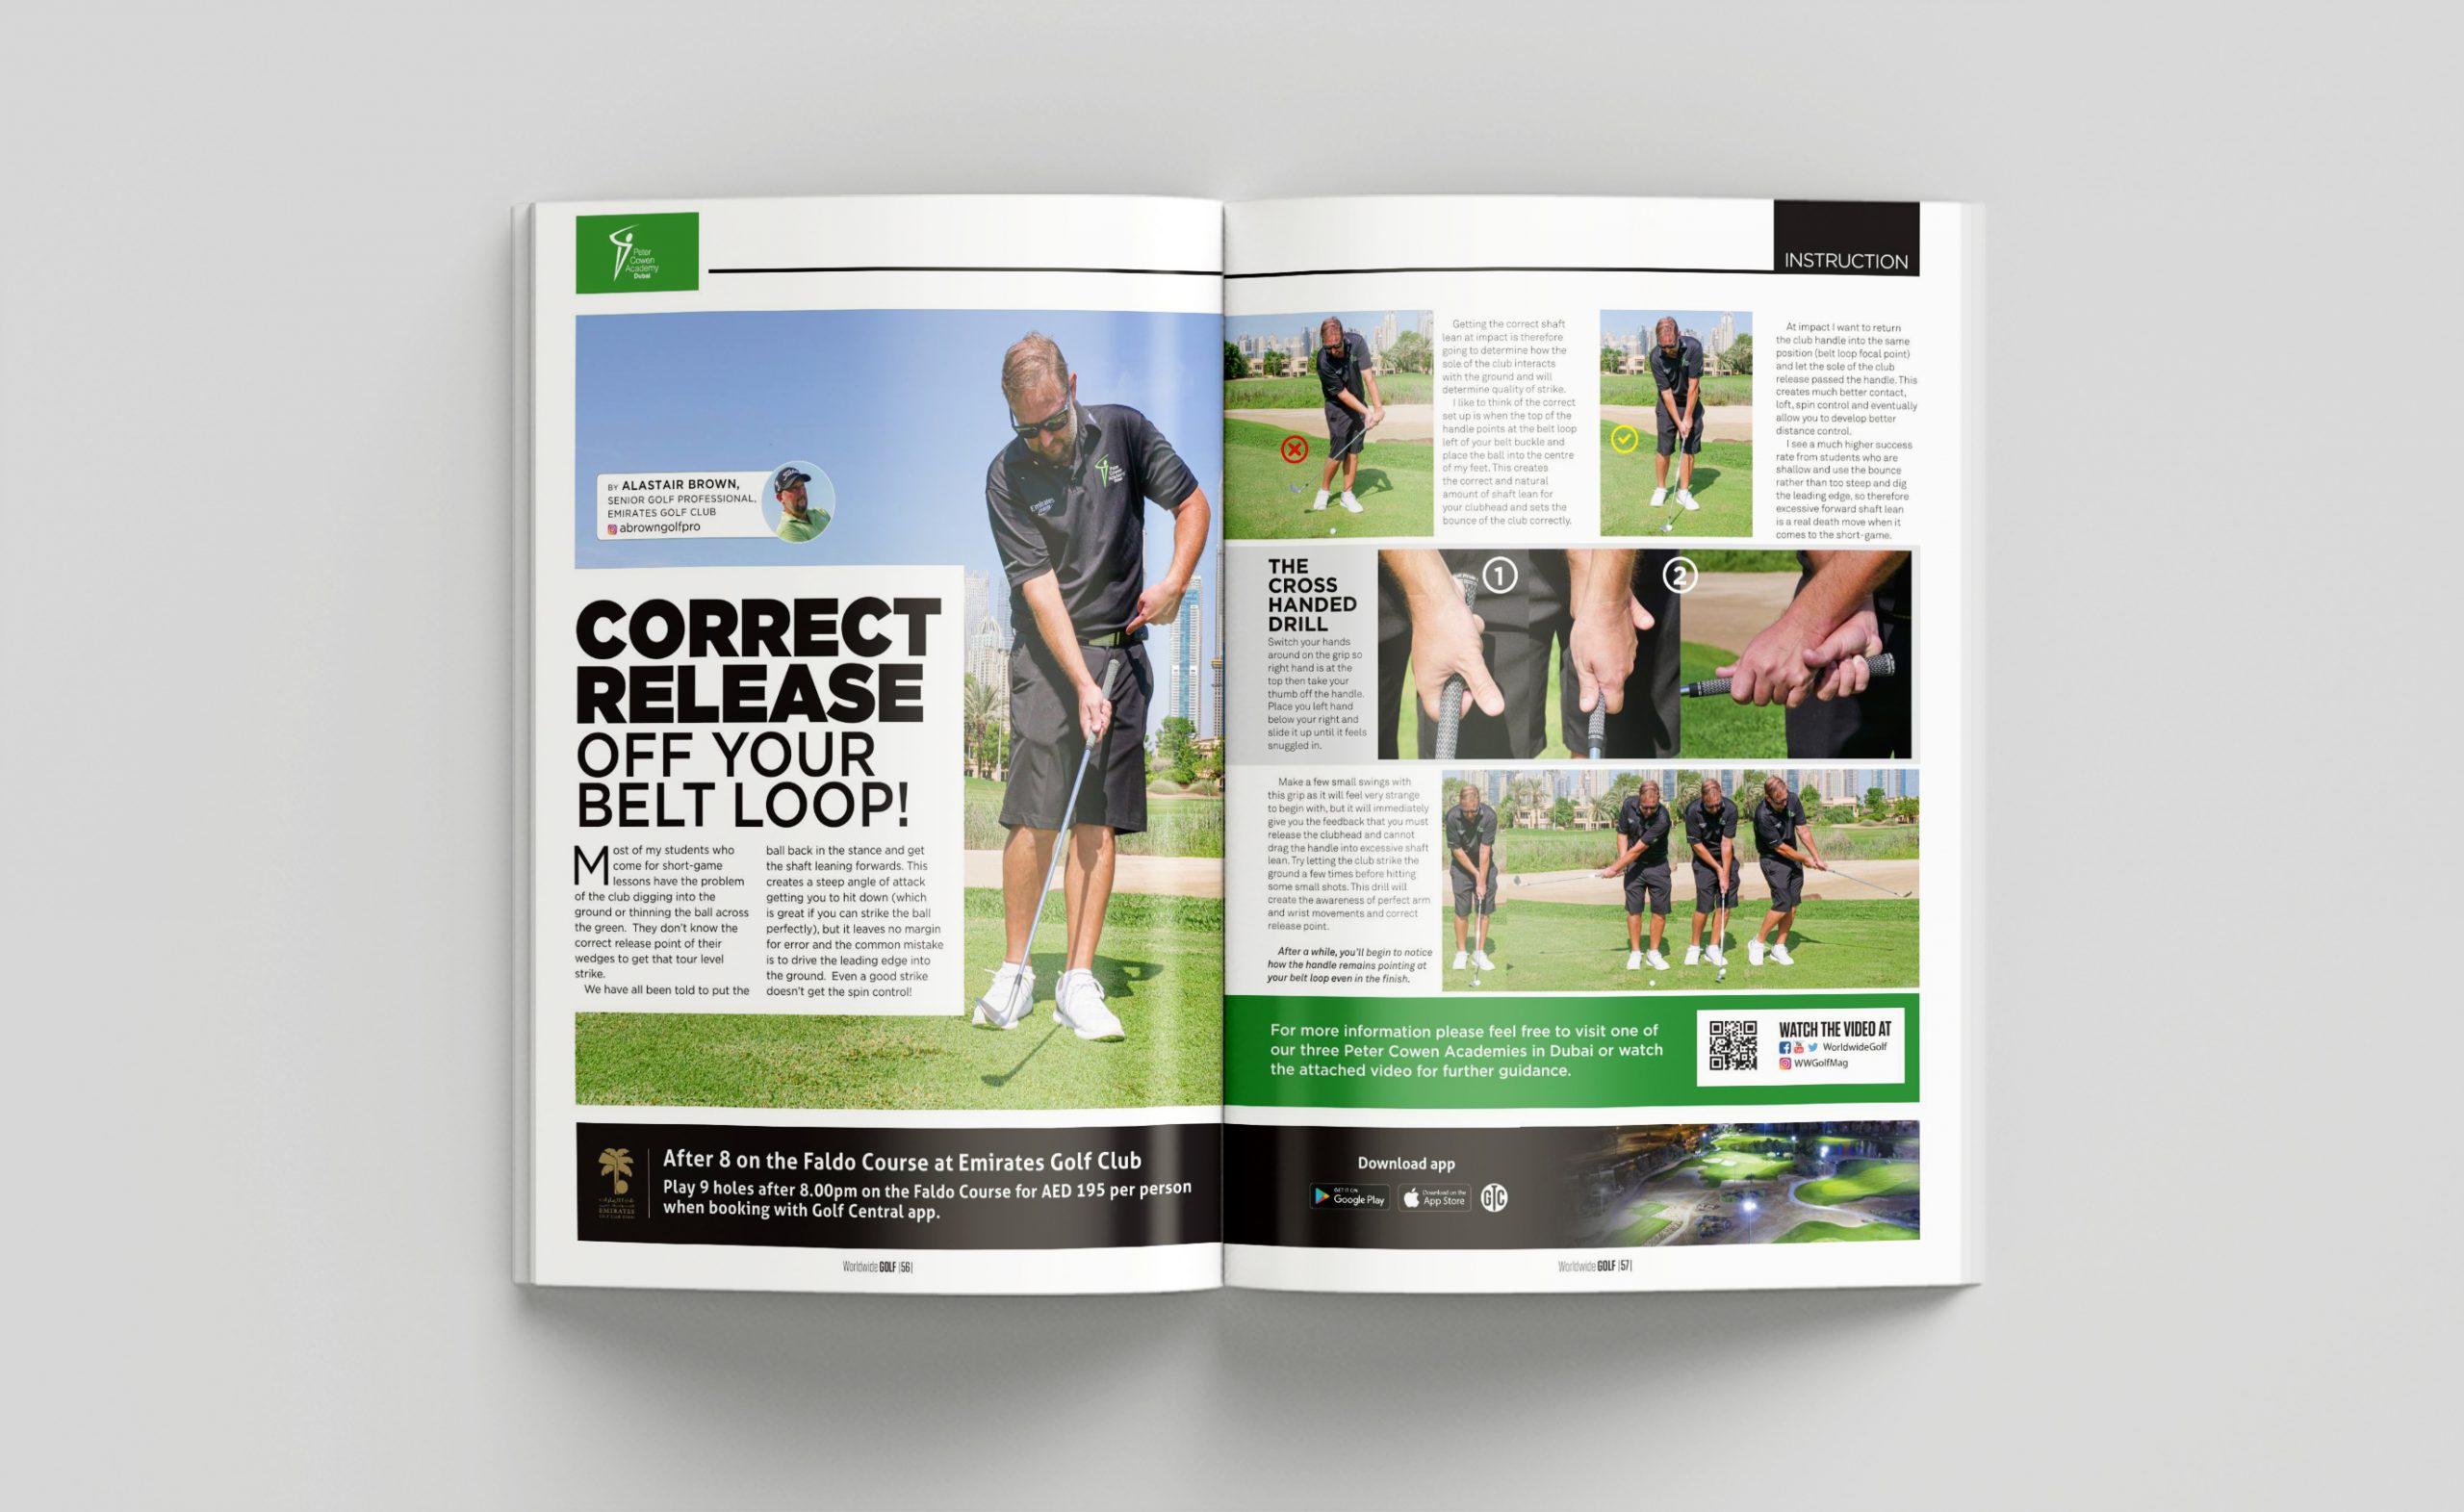 Peter
Cowen
Academy
Dubai
BY ALASTAIR BROWN,
SENIOR GOLF PROFESSIONAL,
EMIRATES GOLF CLUB
abrowngolfpro
CORRECT
RELEASE
OFF YOUR
BELT LOOP!
Most of my students who
come for short-game
lessons have the problem
of the club digging into the
ground or thinning the ball across
the green. They don't know the
correct release point of their
wedges to get that tour level
strike.
We have all been told to put the
ball back in the stance and get
the shaft leaning forwards. This
creates a steep angle of attack
getting you to hit down (which
is great if you can strike the ball
perfectly), but it leaves no margin
for error and the common mistake
is to drive the leading edge into
the ground. Even a good strike
doesn't get the spin control!
After 8 on the Faldo Course at Emirates Golf Club
Play 9 holes after 8.00pm on the Faldo Course for AED 195 per person
when booking with Golf Central app.
EMIRATES
Worldwide GOLF |56|
INSTRUCTION
Getting the correct shaft
lean at impact is therefore
going to determine how the
sole of the club interacts
with the ground and will
determine quality of strike.
I like to think of the correct
set up is when the top of the
handle points at the belt loop
left of your belt buckle and
place the ball into the centre
of my feet. This creates
the correct and natural
amount of shaft lean for
your clubhead and sets the
bounce of the club correctly.
At impact I want to return
the club handle into the same
position (belt loop focal point)
and let the sole of the club
release passed the handle. This
creates much better contact,
loft, spin control and eventually
allow you to develop better
distance control.
I see a much higher success
rate from students who are
shallow and use the bounce
rather than too steep and dig
the leading edge, so therefore
excessive forward shaft lean
is a real death move when it
comes to the short-game.
THE
CROSS
HANDED
DRILL
Switch your hands
around on the grip so
right hand is at the
top then take your
thumb off the handle.
Place you left hand
below your right and
slide it up until it feels
snuggled in.
1
2
Make a few small swings with
this grip as it will feel very strange
to begin with, but it will immediately
give you the feedback that you must
release the clubhead and cannot
drag the handle into excessive shaft
lean. Try letting the club strike the
ground a few times before hitting
some small shots. This drill will
create the awareness of perfect arm
and wrist movements and correct
release point.
After a while, you'll begin to notice
how the handle remains pointing at
your belt loop even in the finish.
For more information please feel free to visit one of
our three Peter Cowen Academies in Dubai or watch
the attached video for further guidance.
WATCH THE VIDEO AT
WorldwideGolf
WWGolfMag
Download app
GET IT ON
Google Play
Download on the
App Store
GTC
Worldwide GOLF |57|